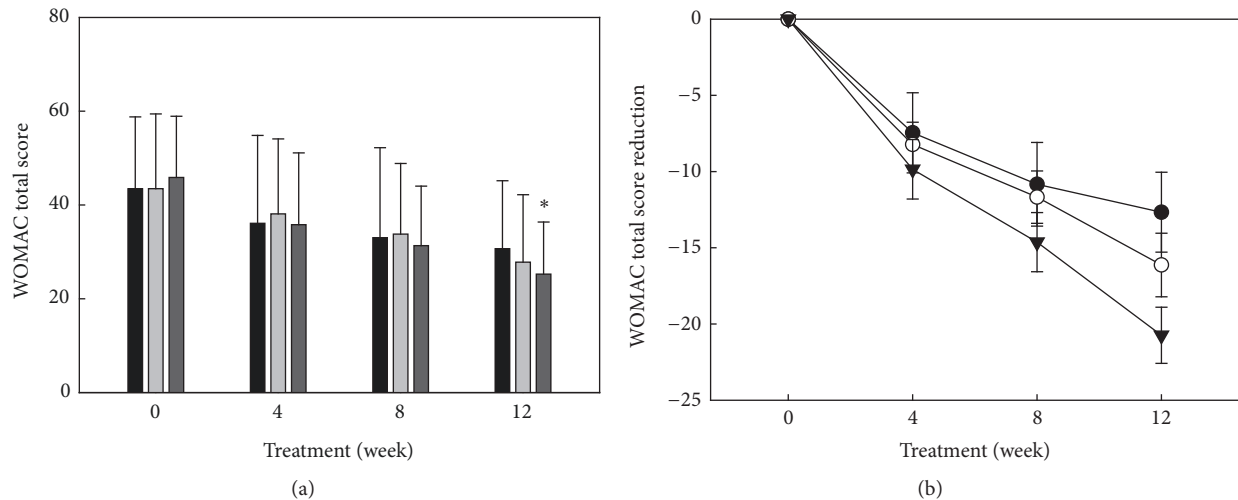 80
60
40
20
0
WOMAC total score
*
0 4 8 12
Treatment (week)
(a)
0
−5
−10
−15
−20
−25
WOMAC total score reduction
0 4 8 12
Treatment (week)
(b)